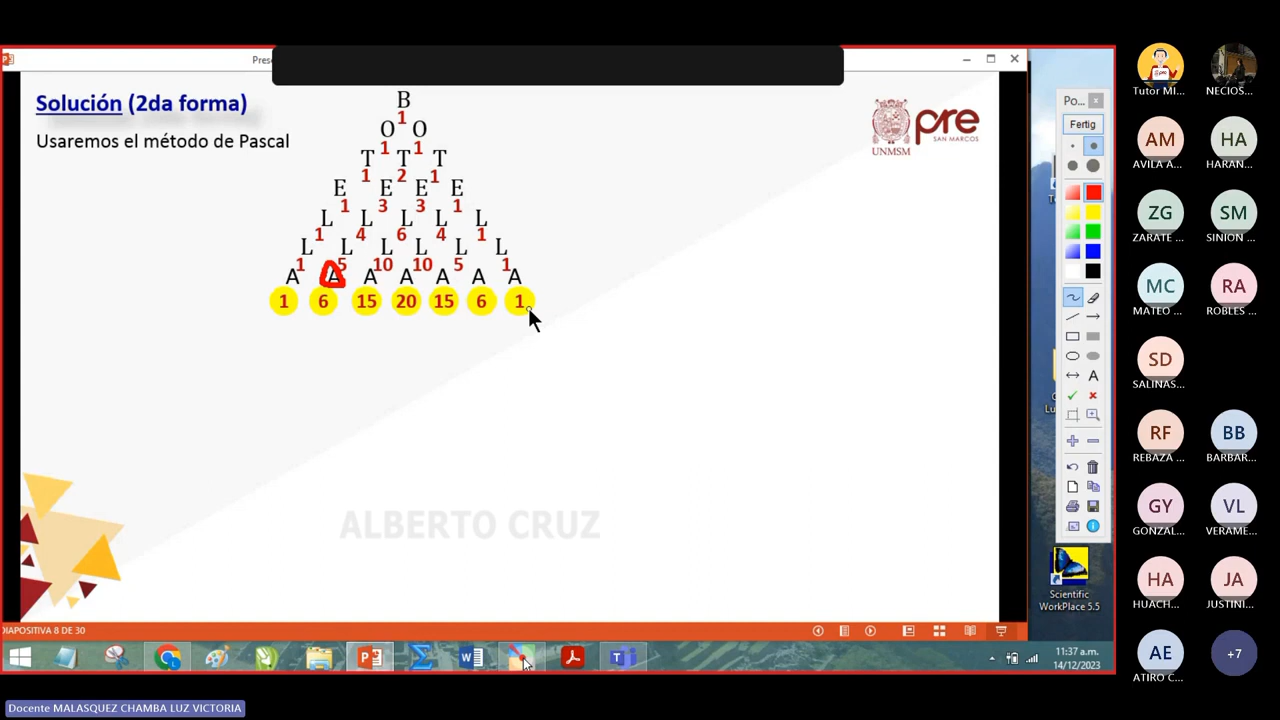 Prese
Solución (2da forma)
Usaremos el método de Pascal
B
1
O O
1 1
T T T
1 2 1
E E E E
1 3 3 1
L L L L L
1 4 6 4 1
L L L L L L
1 5 10 10 5 1
A A A A A A A
1 6 15 20 15 6 1
UNMSM
pre
SAN MARCOS
ALBERTO CRUZ
DIAPOSITIVA 8 DE 30
Po...
Fertig
A
Scientific
WorkPlace 5.5
11:37 a.m.
14/12/2023
Tutor MI...
NECIOS...
AM
AVILA A...
HA
HARAN...
ZG
ZARATE ...
SM
SINION ...
MC
MATEO ...
RA
ROBLES ...
SD
SALINAS...
RF
REBAZA ...
BB
BARBAR...
GY
GONZAL...
VL
VERAME...
HA
HUACH...
JA
JUSTINI...
AE
ATIRO C...
+7
Docente MALASQUEZ CHAMBA LUZ VICTORIA